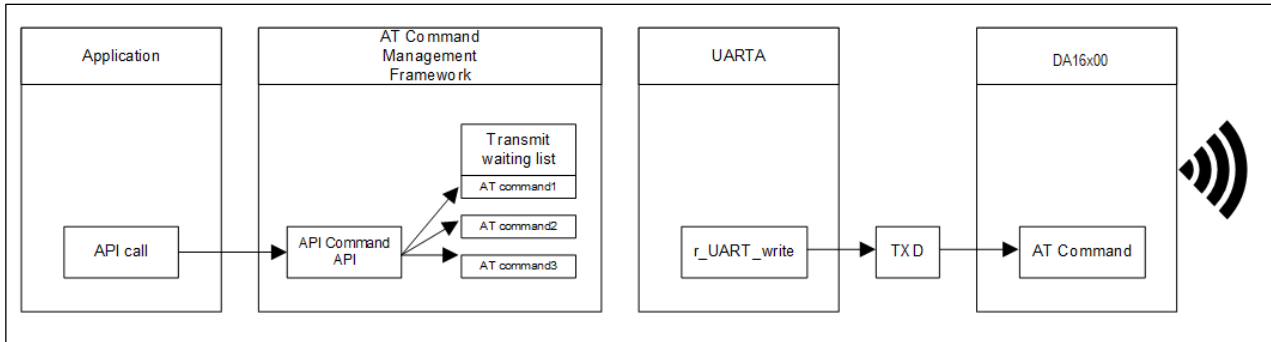 Application
API call
AT Command
Management
Framework
Transmit
waiting list
AT command1
AT command2
AT command3
API Command
API
UARTA
r_UART_write
TXD
DA16x00
AT Command